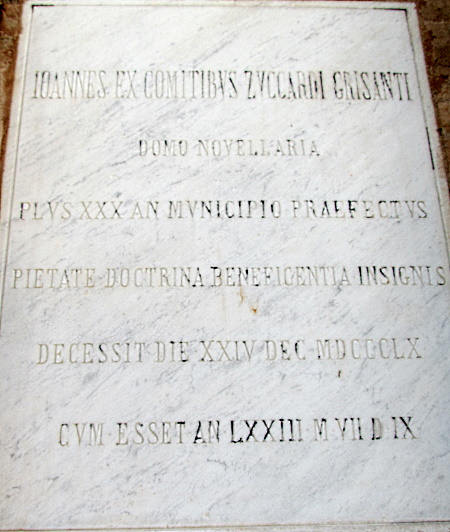 IOANNES EX COMITIBVS ZVCCARDI GRISANTI
DOMO NOVELLARIA
PLVS XXX AN MVNICIPIO PRAEFECTVS
PIETATE DOCTRINA BENEFICENTIA INSIGNIS
DECESSIT DIE XXIV DEC MDCCCLX
CVM ESSET AN LXXIII M VII D IX